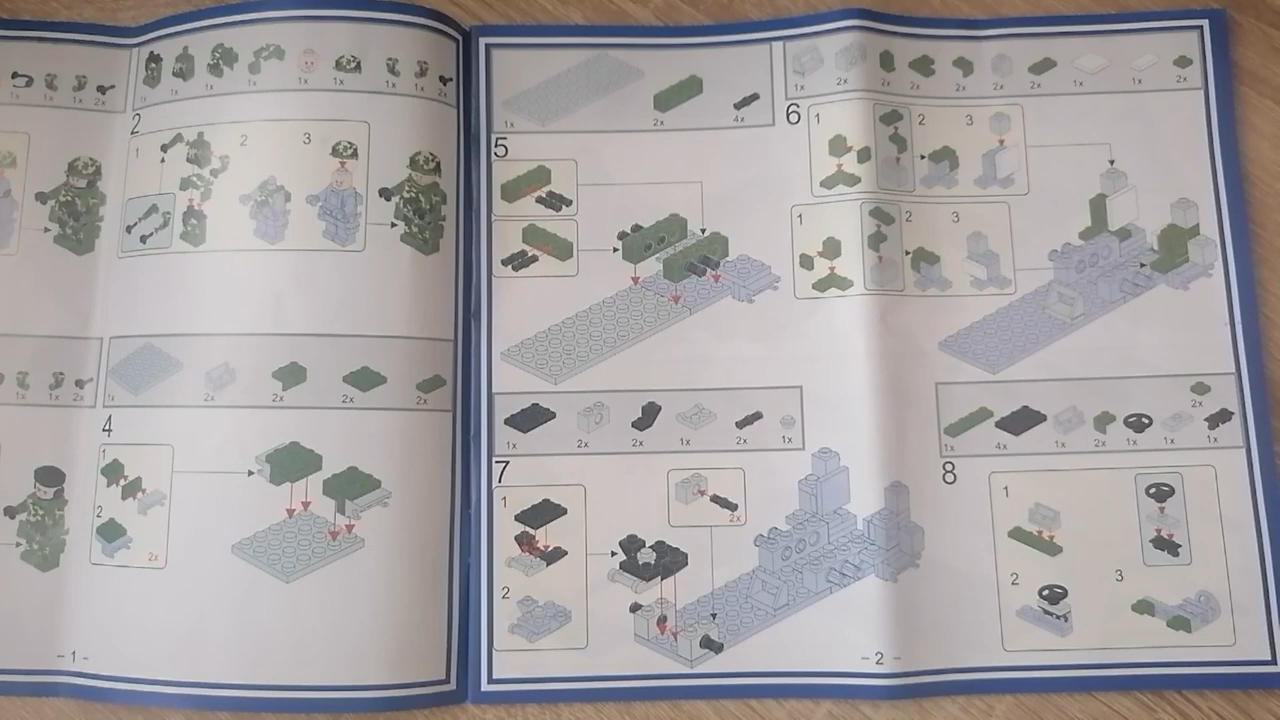 1x 1x 1x 2x
1x 1x 1x 1x 1x 1x 1x 1x 2x
2
1 2 3
1x 1x 2x
1x 2x 2x 2x 2x
4
1
2
2x
- 1 -
1x 2x 4x
5
1x 2x 2x 2x 2x 2x 2x 1x 1x 2x
6
1 2 3
1 2 3
1x 2x 2x 1x 2x 1x
7
1
2
2x
2x
1x 4x 1x 2x 1x 1x 1x
8
1
2 3
- 2 -